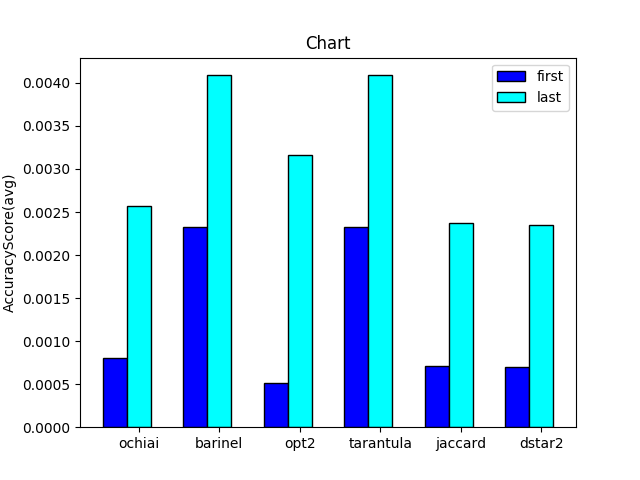 Chart
first
last
AccuracyScore(avg)
0.0040
0.0035
0.0030
0.0025
0.0020
0.0015
0.0010
0.0005
0.0000
ochiai barinel opt2 tarantula jaccard dstar2